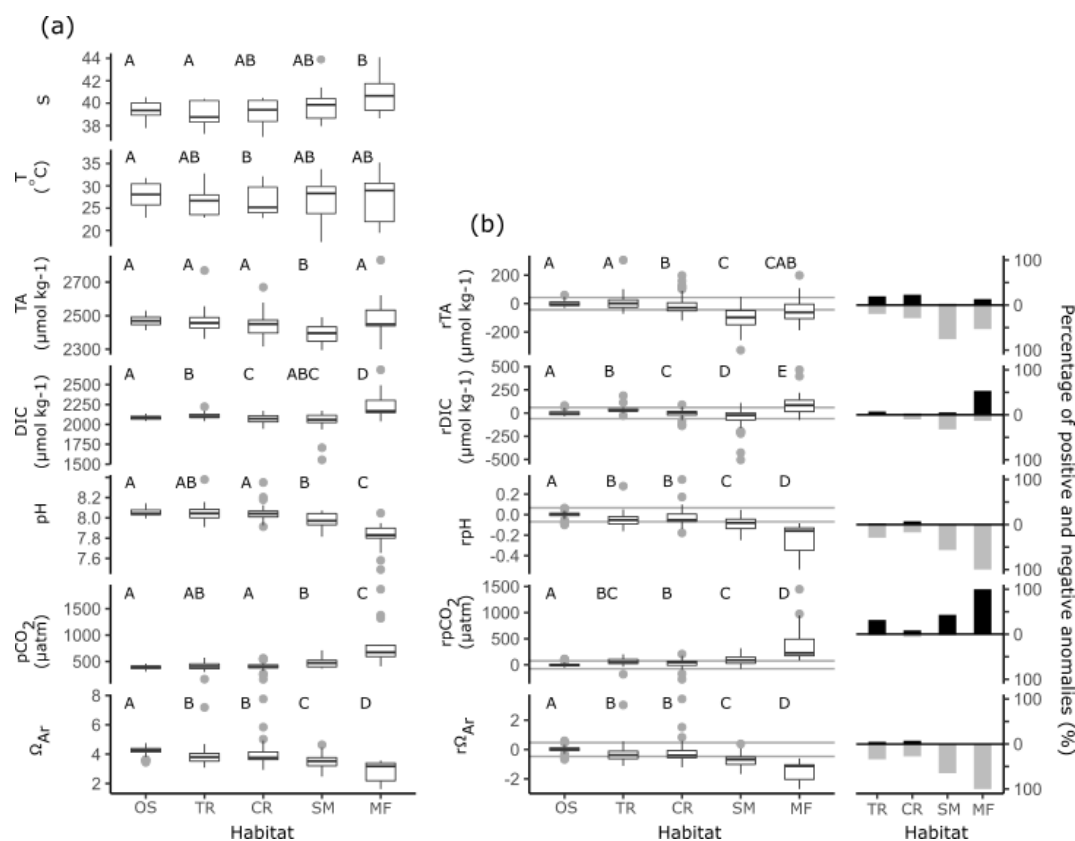 (a)
A A AB AB B
44
42
40
38
S
A AB B AB AB
35
30
25
20
T
(°C)
A A A B A
2700
2500
2300
TA
(µmol kg-1)
A B C ABC D
2500
2250
2000
1750
1500
DIC
(µmol kg-1)
A AB A B C
8.2
8.0
7.8
pH
A AB A B C
1500
1000
500
pCO2
(µatm)
A B B C D
6
4
2
ΩAr
OS TR CR SM MF
Habitat
(b)
A A B C CAB
200
0
-200
rTA
(µmol kg-1)
100
0
100
A B C D E
500
250
0
-250
-500
rDIC
(µmol kg-1)
100
0
100
A B B C D
0.2
0.0
-0.2
-0.4
rpH
100
0
100
A BC B C D
1500
1000
500
0
rpCO2
(µatm)
100
0
100
A B B C D
2
0
-2
rΩAr
100
0
100
OS TR CR SM MF
Habitat
TR CR SM MF
Habitat
Percentage of positive and negative anomalies (%)